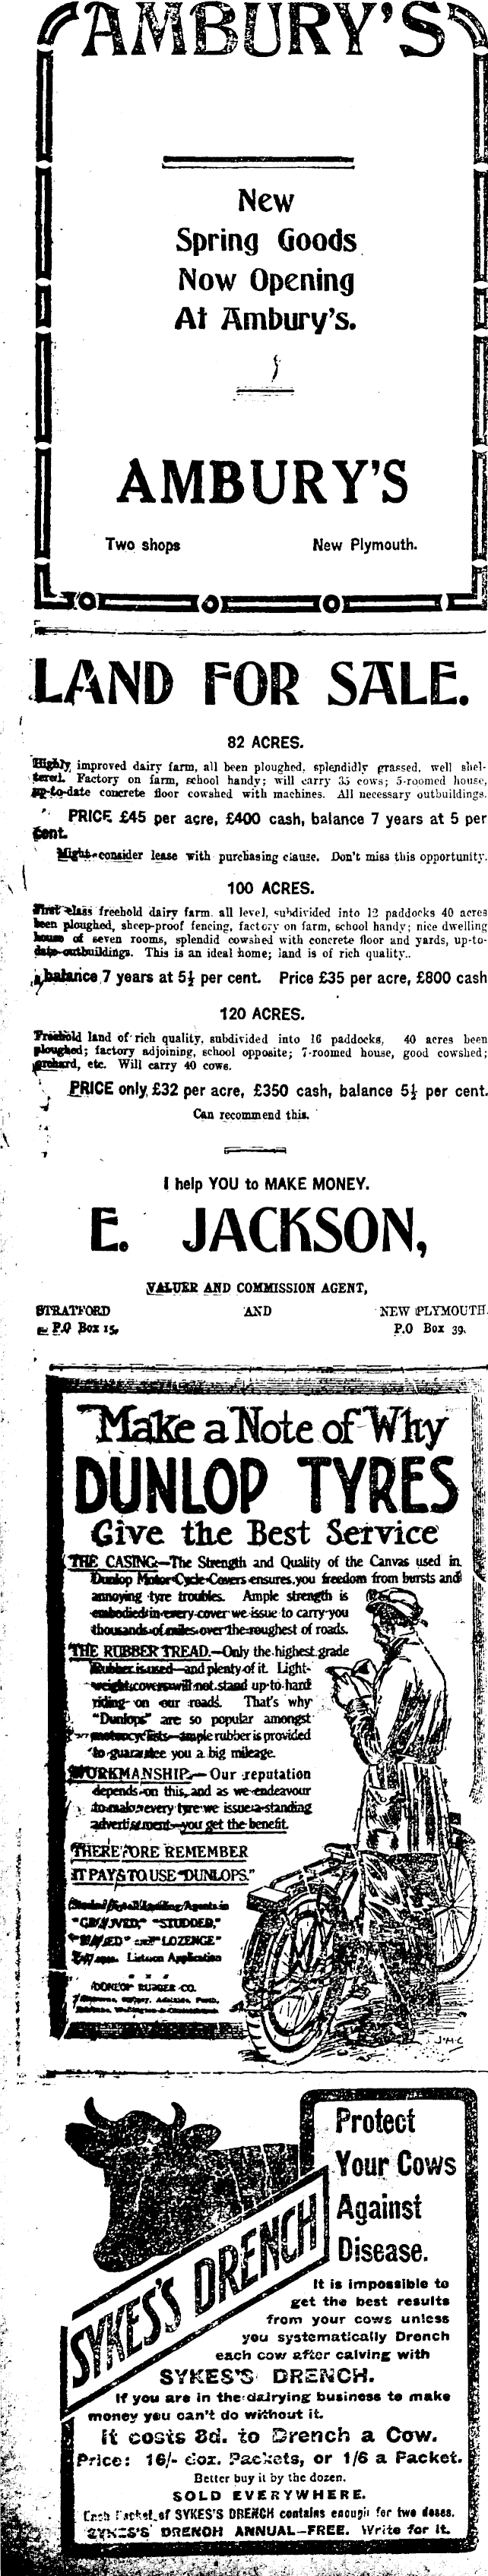 AMBURY'S
New
Spring Goods
Now Opening
At Ambury's.
AMBURY'S
Two shops New Plymouth.
LAND FOR SALE.
82 ACRES.
Highly improved dairy farm, all been ploughed, splendidly grassed, well shel-
tered. Factory on farm, school handy; will carry 35 cows; 5-roomed house,
up-to-date concrete floor cowshed with machines. All necessary outbuildings.
PRICE £45 per acre, £400 cash, balance 7 years at 5 per
cent.
Might consider lease with purchasing clause. Don't miss this opportunity.
100 ACRES.
First class freehold dairy farm. all level, subdivided into 12 paddocks 40 acres
been ploughed, sheep-proof fencing, factory on farm, school handy; nice dwelling
house of seven rooms, splendid cowshed with concrete floor and yards, up-to-
date outbuildings. This is an ideal home; land is of rich quality..
balance 7 years at 5½ per cent. Price £35 per acre, £800 cash
120 ACRES.
Freehold land of rich quality, subdivided into 16 paddocks, 40 acres been
ploughed; factory adjoining, school opposite; 7-roomed house, good cowshed;
orchard, etc. Will carry 40 cows.
PRICE only £32 per acre, £350 cash, balance 5½ per cent.
Can recommend this.
I help YOU to MAKE MONEY.
E. JACKSON,
VALUER AND COMMISSION AGENT,
STRATFORD AND NEW PLYMOUTH.
P.O Box 15, P.O Box 39.
Make a Note of Why
DUNLOP TYRES
Give the Best Service
THE CASING:—The Strength and Quality of the Canvas used in
Dunlop Motor-Cycle-Covers ensures you freedom from bursts and
annoying tyre troubles. Ample strength is
embodied in every cover we issue to carry you
thousands of miles over the roughest of roads.
THE RUBBER TREAD.—Only the highest grade
Rubber is used—and plenty of it. Light-
weight covers will not stand up to hard
riding on our roads. That's why
"Dunlops" are so popular amongst
motorcyclists—ample rubber is provided
to guarantee you a big mileage.
WORKMANSHIP.—Our reputation
depends on this, and as we endeavour
to make every tyre we issue a standing
advertisement—you get the benefit.
THEREFORE REMEMBER
IT PAYS TO USE "DUNLOPS."
"GROOVED," "STUDDED,"
"LOZENGE"
Lists on Application
DUNLOP RUBBER CO.
J.M.C
Protect
Your Cows
Against
Disease.
SYKES'S DRENCH
It is impossible to
get the best results
from your cows unless
you systematically Drench
each cow after calving with
SYKES'S DRENCH.
If you are in the dairying business to make
money you can't do without it.
It costs 8d. to Drench a Cow.
Price: 16/- doz. Packets, or 1/6 a Packet.
Better buy it by the dozen.
SOLD EVERYWHERE.
Each Packet of SYKES'S DRENCH contains enough for two doses.
SYKES'S DRENCH ANNUAL—FREE. Write for it.